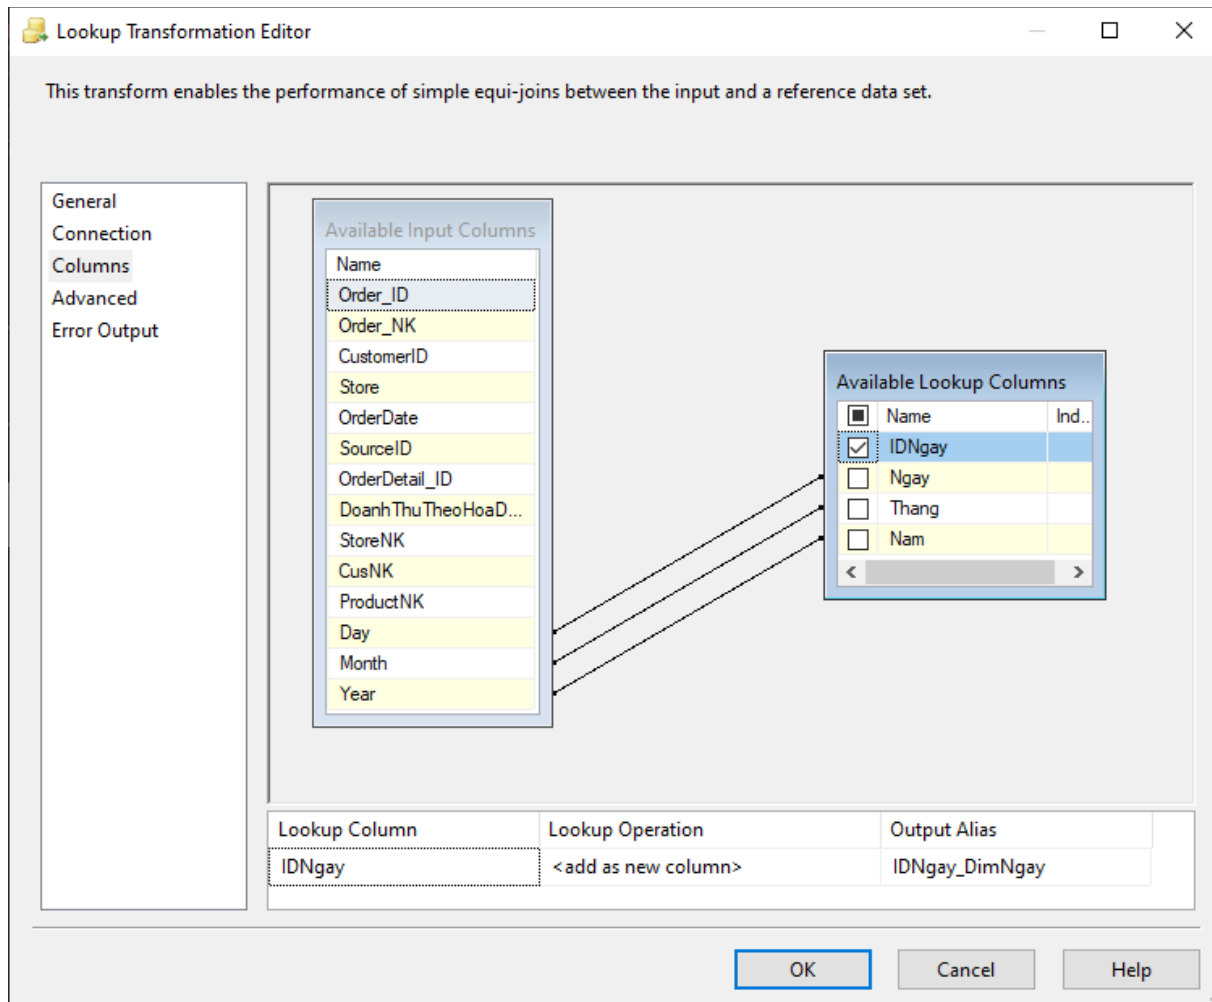 Lookup Transformation Editor
This transform enables the performance of simple equi-joins between the input and a reference data set.
General
Connection
Columns
Advanced
Error Output
Available Input Columns
Name
Order_ID
Order_NK
CustomerID
Store
OrderDate
SourceID
OrderDetail_ID
DoanhThuTheoHoaD...
StoreNK
CusNK
ProductNK
Day
Month
Year
Available Lookup Columns
Name Ind..
IDNgay
Ngay
Thang
Nam
Lookup Column Lookup Operation Output Alias
IDNgay <add as new column> IDNgay_DimNgay
OK Cancel Help